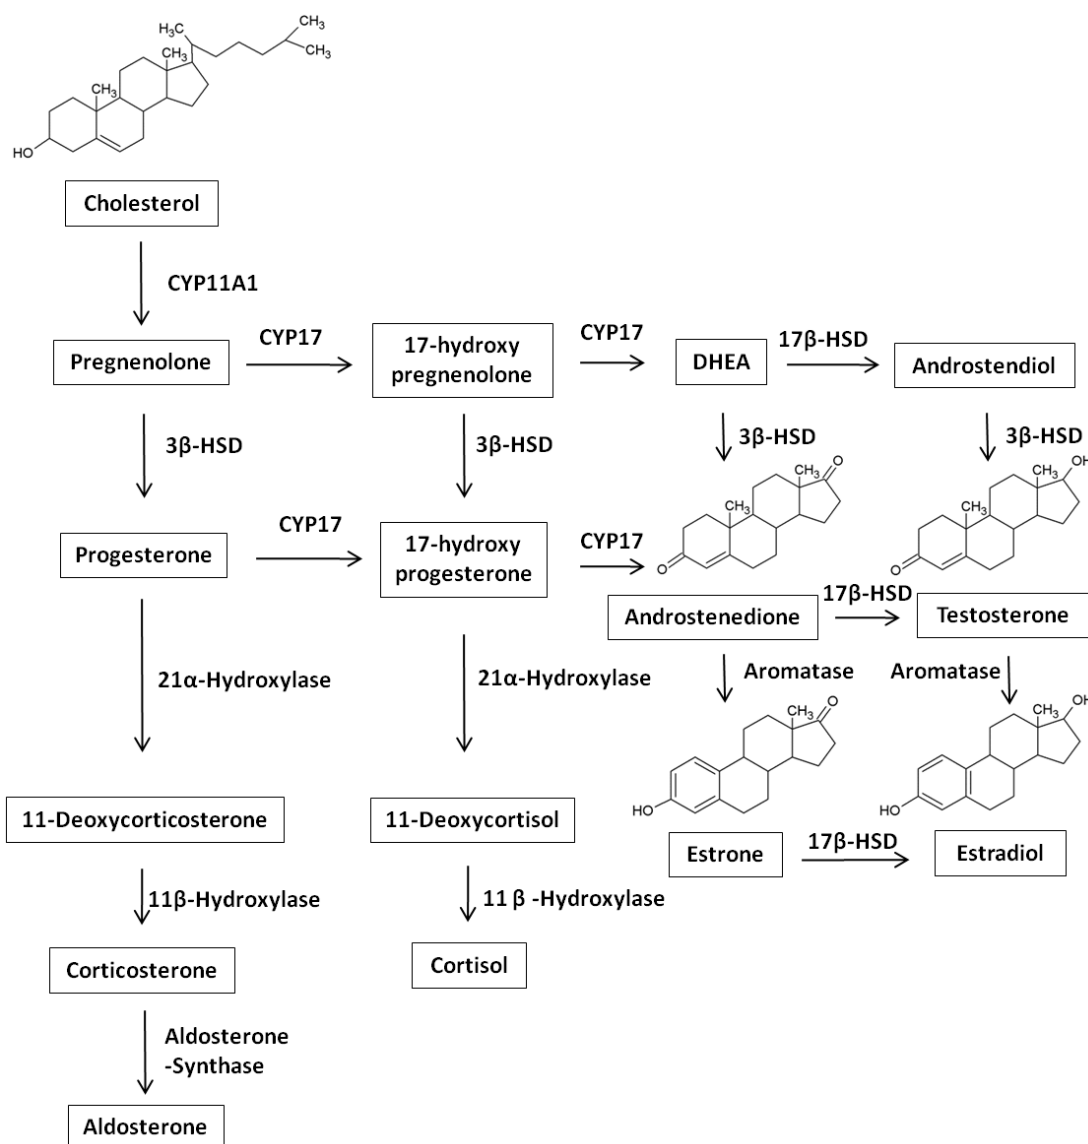 H₃C
CH₃
CH₃
CH₃
CH₃
HO
Cholesterol
CYP11A1
Pregnenolone
CYP17
17-hydroxy
pregnenolone
CYP17
DHEA
17β-HSD
Androstendiol
3β-HSD
3β-HSD
3β-HSD
3β-HSD
CH₃
O
CH₃
O
CH₃
OH
CH₃
O
Progesterone
CYP17
17-hydroxy
progesterone
CYP17
Androstenedione
17β-HSD
Testosterone
21α-Hydroxylase
21α-Hydroxylase
Aromatase
Aromatase
CH₃
O
HO
CH₃
OH
HO
11-Deoxycorticosterone
11-Deoxycortisol
Estrone
17β-HSD
Estradiol
11β-Hydroxylase
11 β -Hydroxylase
Corticosterone
Cortisol
Aldosterone
-Synthase
Aldosterone